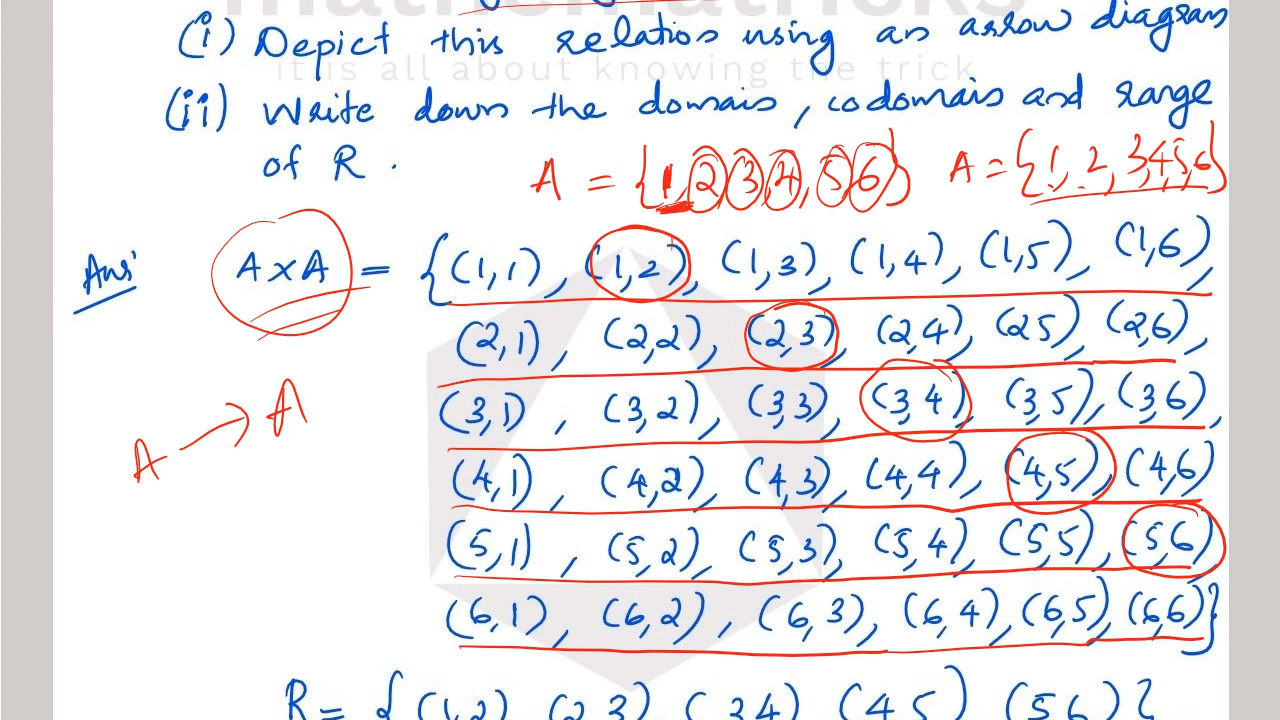 mathematricks
(i) Depict this relation using an arrow diagram
it is all about knowing the trick
(ii) Write down the domain, codomain and range
of R.
A = {1,2,3,4,5,6} A = {1,2,3,4,5,6}
Ans: A×A = {(1,1), (1,2), (1,3), (1,4), (1,5), (1,6),
(2,1), (2,2), (2,3), (2,4), (2 5), (2,6),
(3,1), (3,2), (3,3), (3,4), (3,5), (3,6),
A → A
(4,1), (4,2), (4,3), (4,4), (4,5), (4,6)
(5,1), (5,2), (5,3), (5,4), (5,5), (5,6)
(6,1), (6,2), (6,3), (6,4), (6,5), (6,6)}
R = {(1,2), (2,3), (3,4), (4,5), (5,6)}